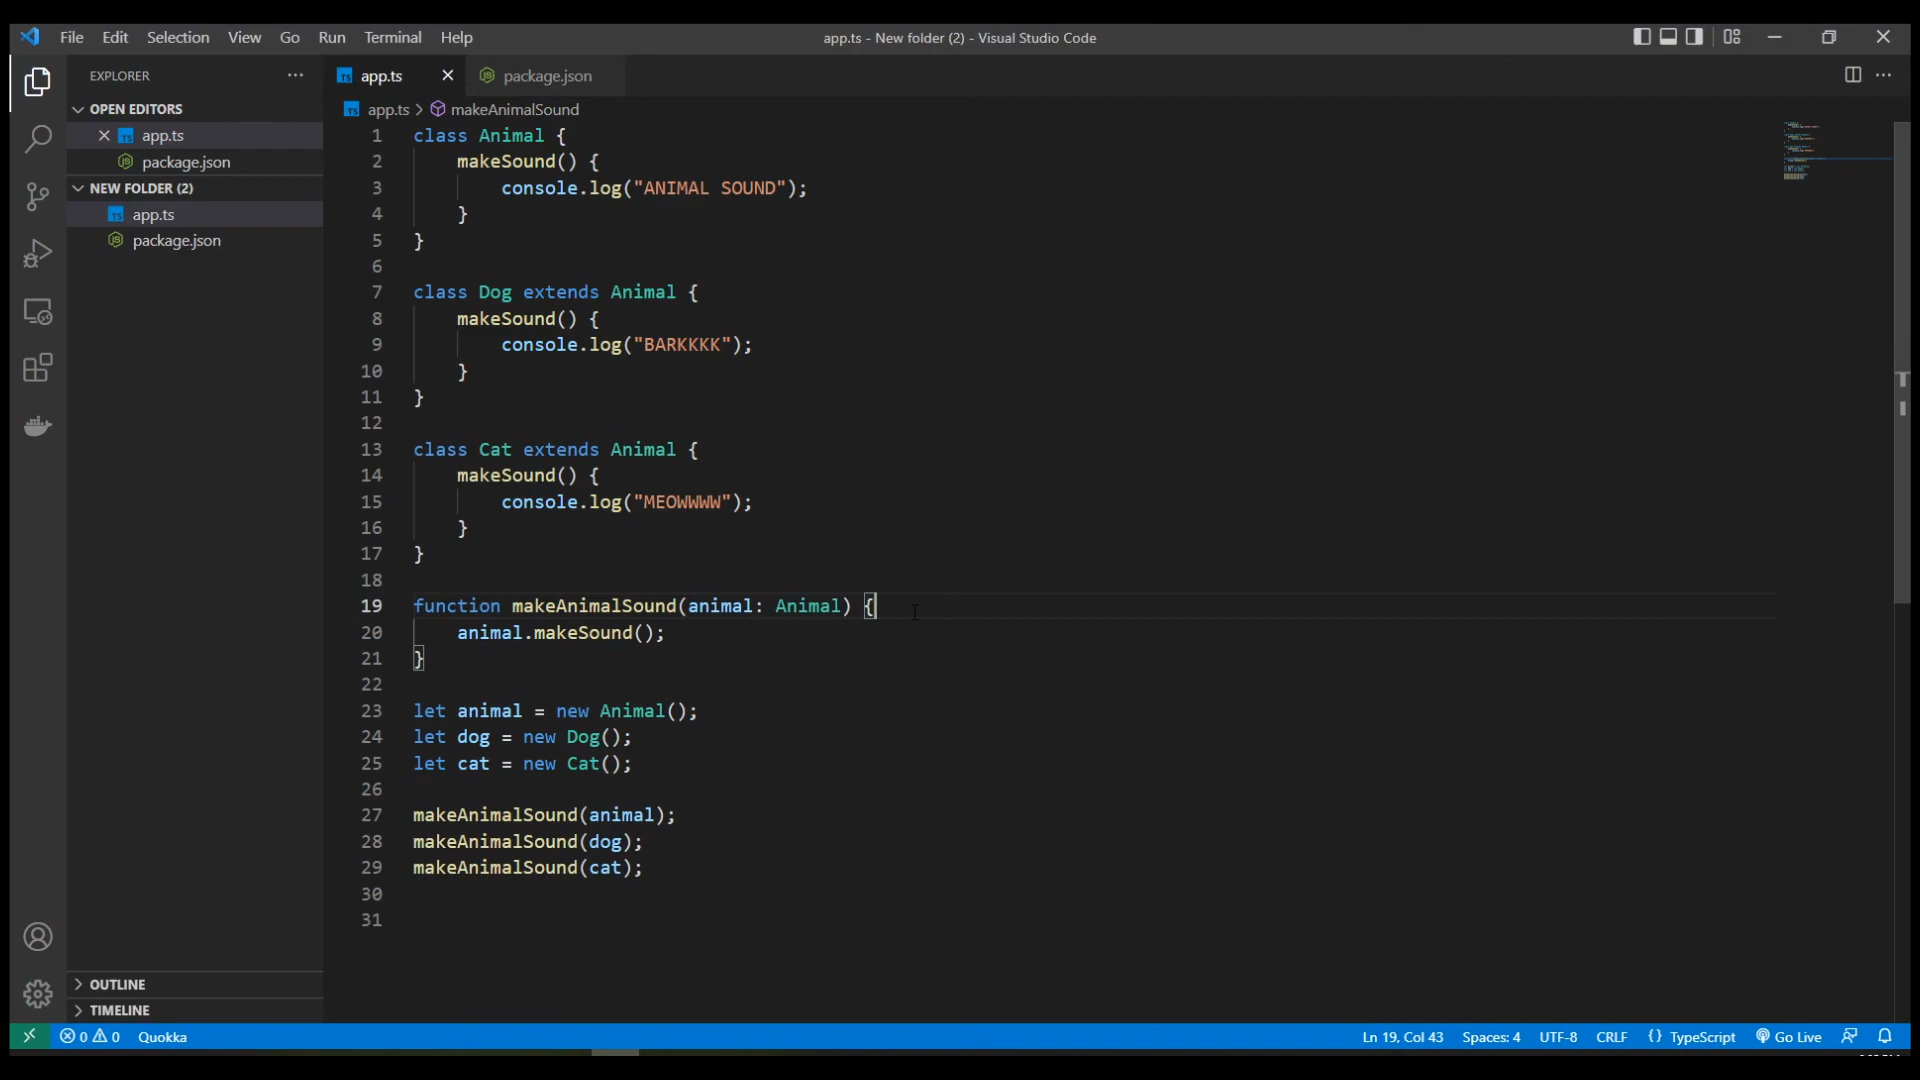 File Edit Selection View Go Run Terminal Help
app.ts - New folder (2) - Visual Studio Code
EXPLORER
OPEN EDITORS
app.ts
package.json
NEW FOLDER (2)
app.ts
package.json
OUTLINE
TIMELINE
app.ts package.json
app.ts > makeAnimalSound
1 class Animal {
2 makeSound() {
3 console.log("ANIMAL SOUND");
4 }
5 }
6
7 class Dog extends Animal {
8 makeSound() {
9 console.log("BARKKKK");
10 }
11 }
12
13 class Cat extends Animal {
14 makeSound() {
15 console.log("MEOWWWW");
16 }
17 }
18
19 function makeAnimalSound(animal: Animal) {
20 animal.makeSound();
21 }
22
23 let animal = new Animal();
24 let dog = new Dog();
25 let cat = new Cat();
26
27 makeAnimalSound(animal);
28 makeAnimalSound(dog);
29 makeAnimalSound(cat);
30
31
0 0 Quokka
Ln 19, Col 43 Spaces: 4 UTF-8 CRLF {} TypeScript Go Live